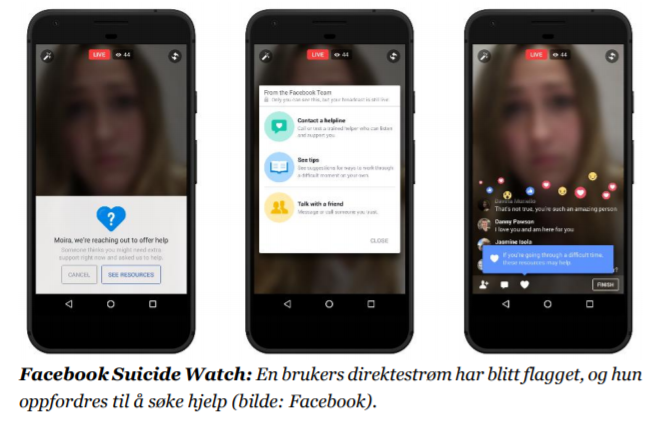 LIVE 44
Moira, we're reaching out to offer help
Someone thinks you might need extra
support right now and asked us to help.
CANCEL SEE RESOURCES
LIVE 44
From the Facebook Team
Only you can see this, but your broadcast is still live.
Contact a helpline
Call or text a trained helper who can listen
and support you.
See tips
See suggestions for ways to work through
a difficult moment on your own.
Talk with a friend
Message or call someone you trust.
CLOSE
LIVE 44
That's not true, you're such an amazing person
Casey Pawson
I love you and am here for you
Jasmine
If you're going through a difficult time,
these resources may help.
FINISH
Facebook Suicide Watch: En brukers direktestrøm har blitt flagget, og hun
oppfordres til å søke hjelp (bilde: Facebook).